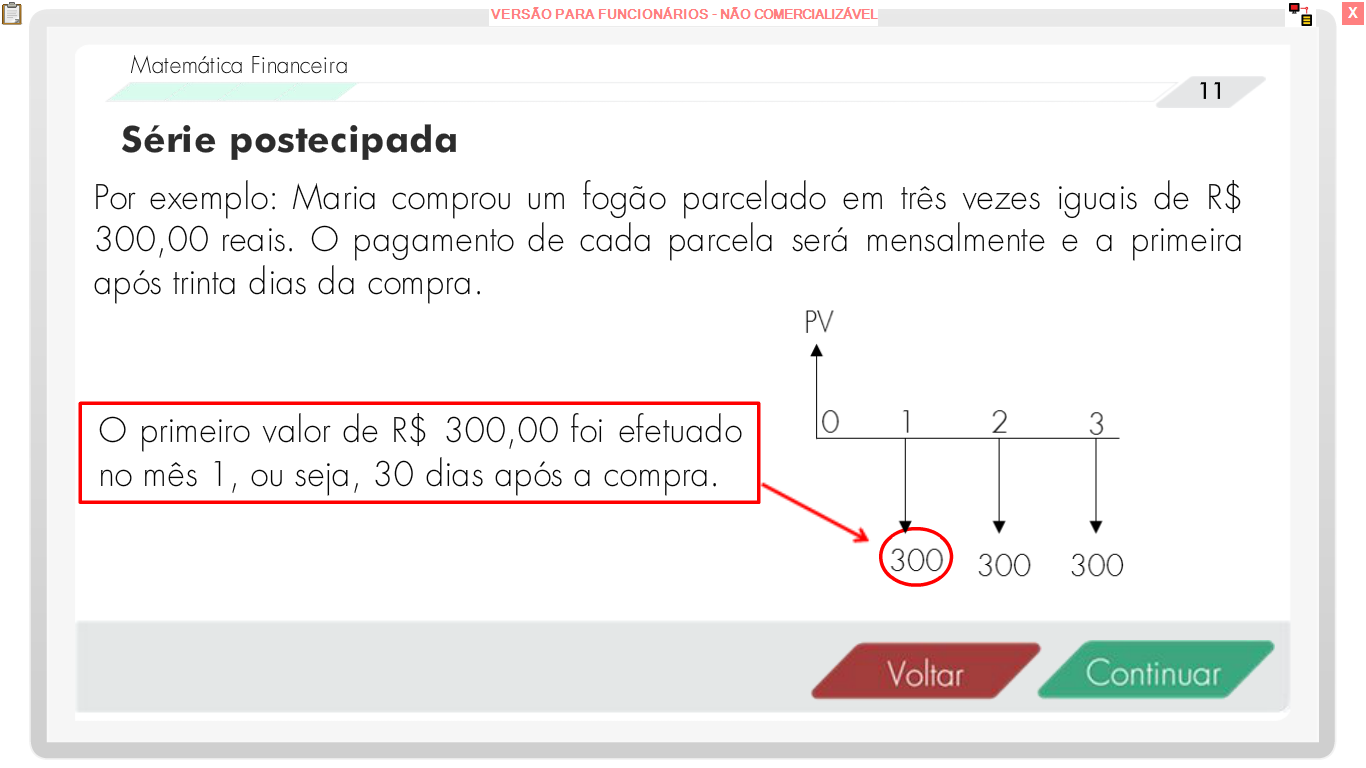 VERSÃO PARA FUNCIONÁRIOS - NÃO COMERCIALIZÁVEL
X
Matemática Financeira
11
Série postecipada
Por exemplo: Maria comprou um fogão parcelado em três vezes iguais de R$
300,00 reais. O pagamento de cada parcela será mensalmente e a primeira
após trinta dias da compra.
PV
0 1 2 3
O primeiro valor de R$ 300,00 foi efetuado
no mês 1, ou seja, 30 dias após a compra.
300 300 300
Voltar Continuar